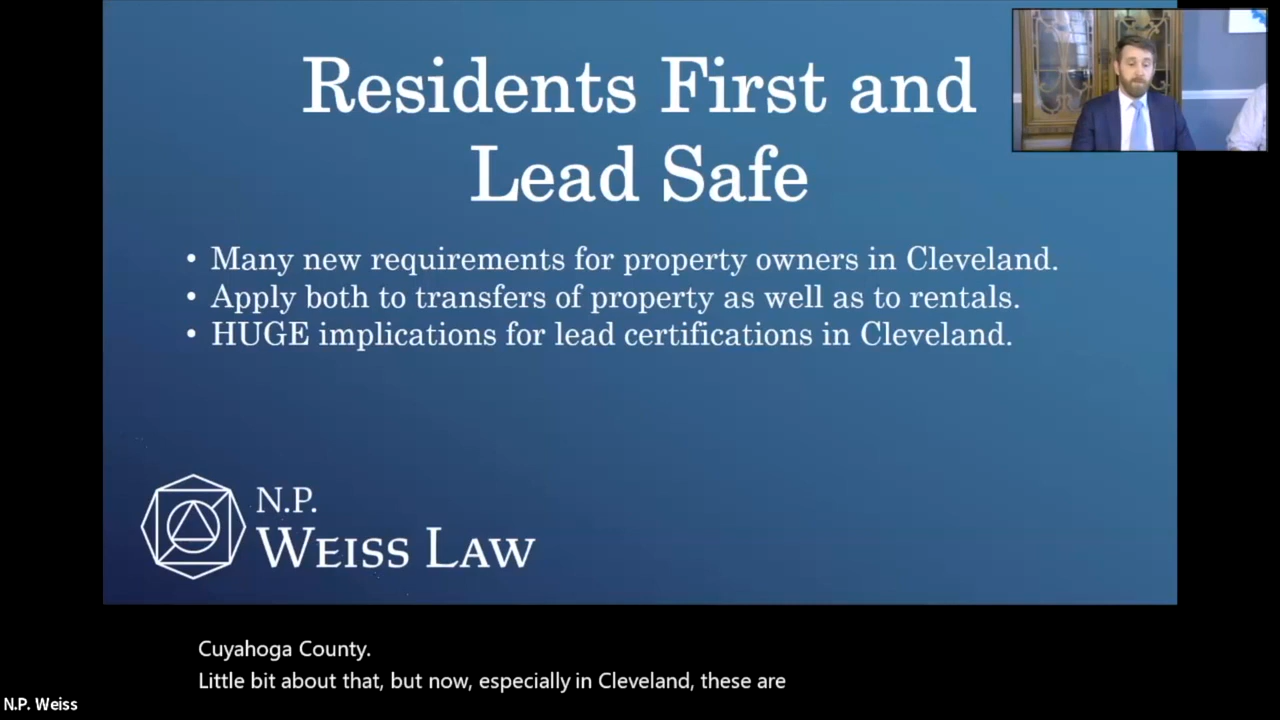 Residents First and
Lead Safe
• Many new requirements for property owners in Cleveland.
• Apply both to transfers of property as well as to rentals.
• HUGE implications for lead certifications in Cleveland.
N.P.
WEISS LAW
Cuyahoga County.
Little bit about that, but now, especially in Cleveland, these are
N.P. Weiss